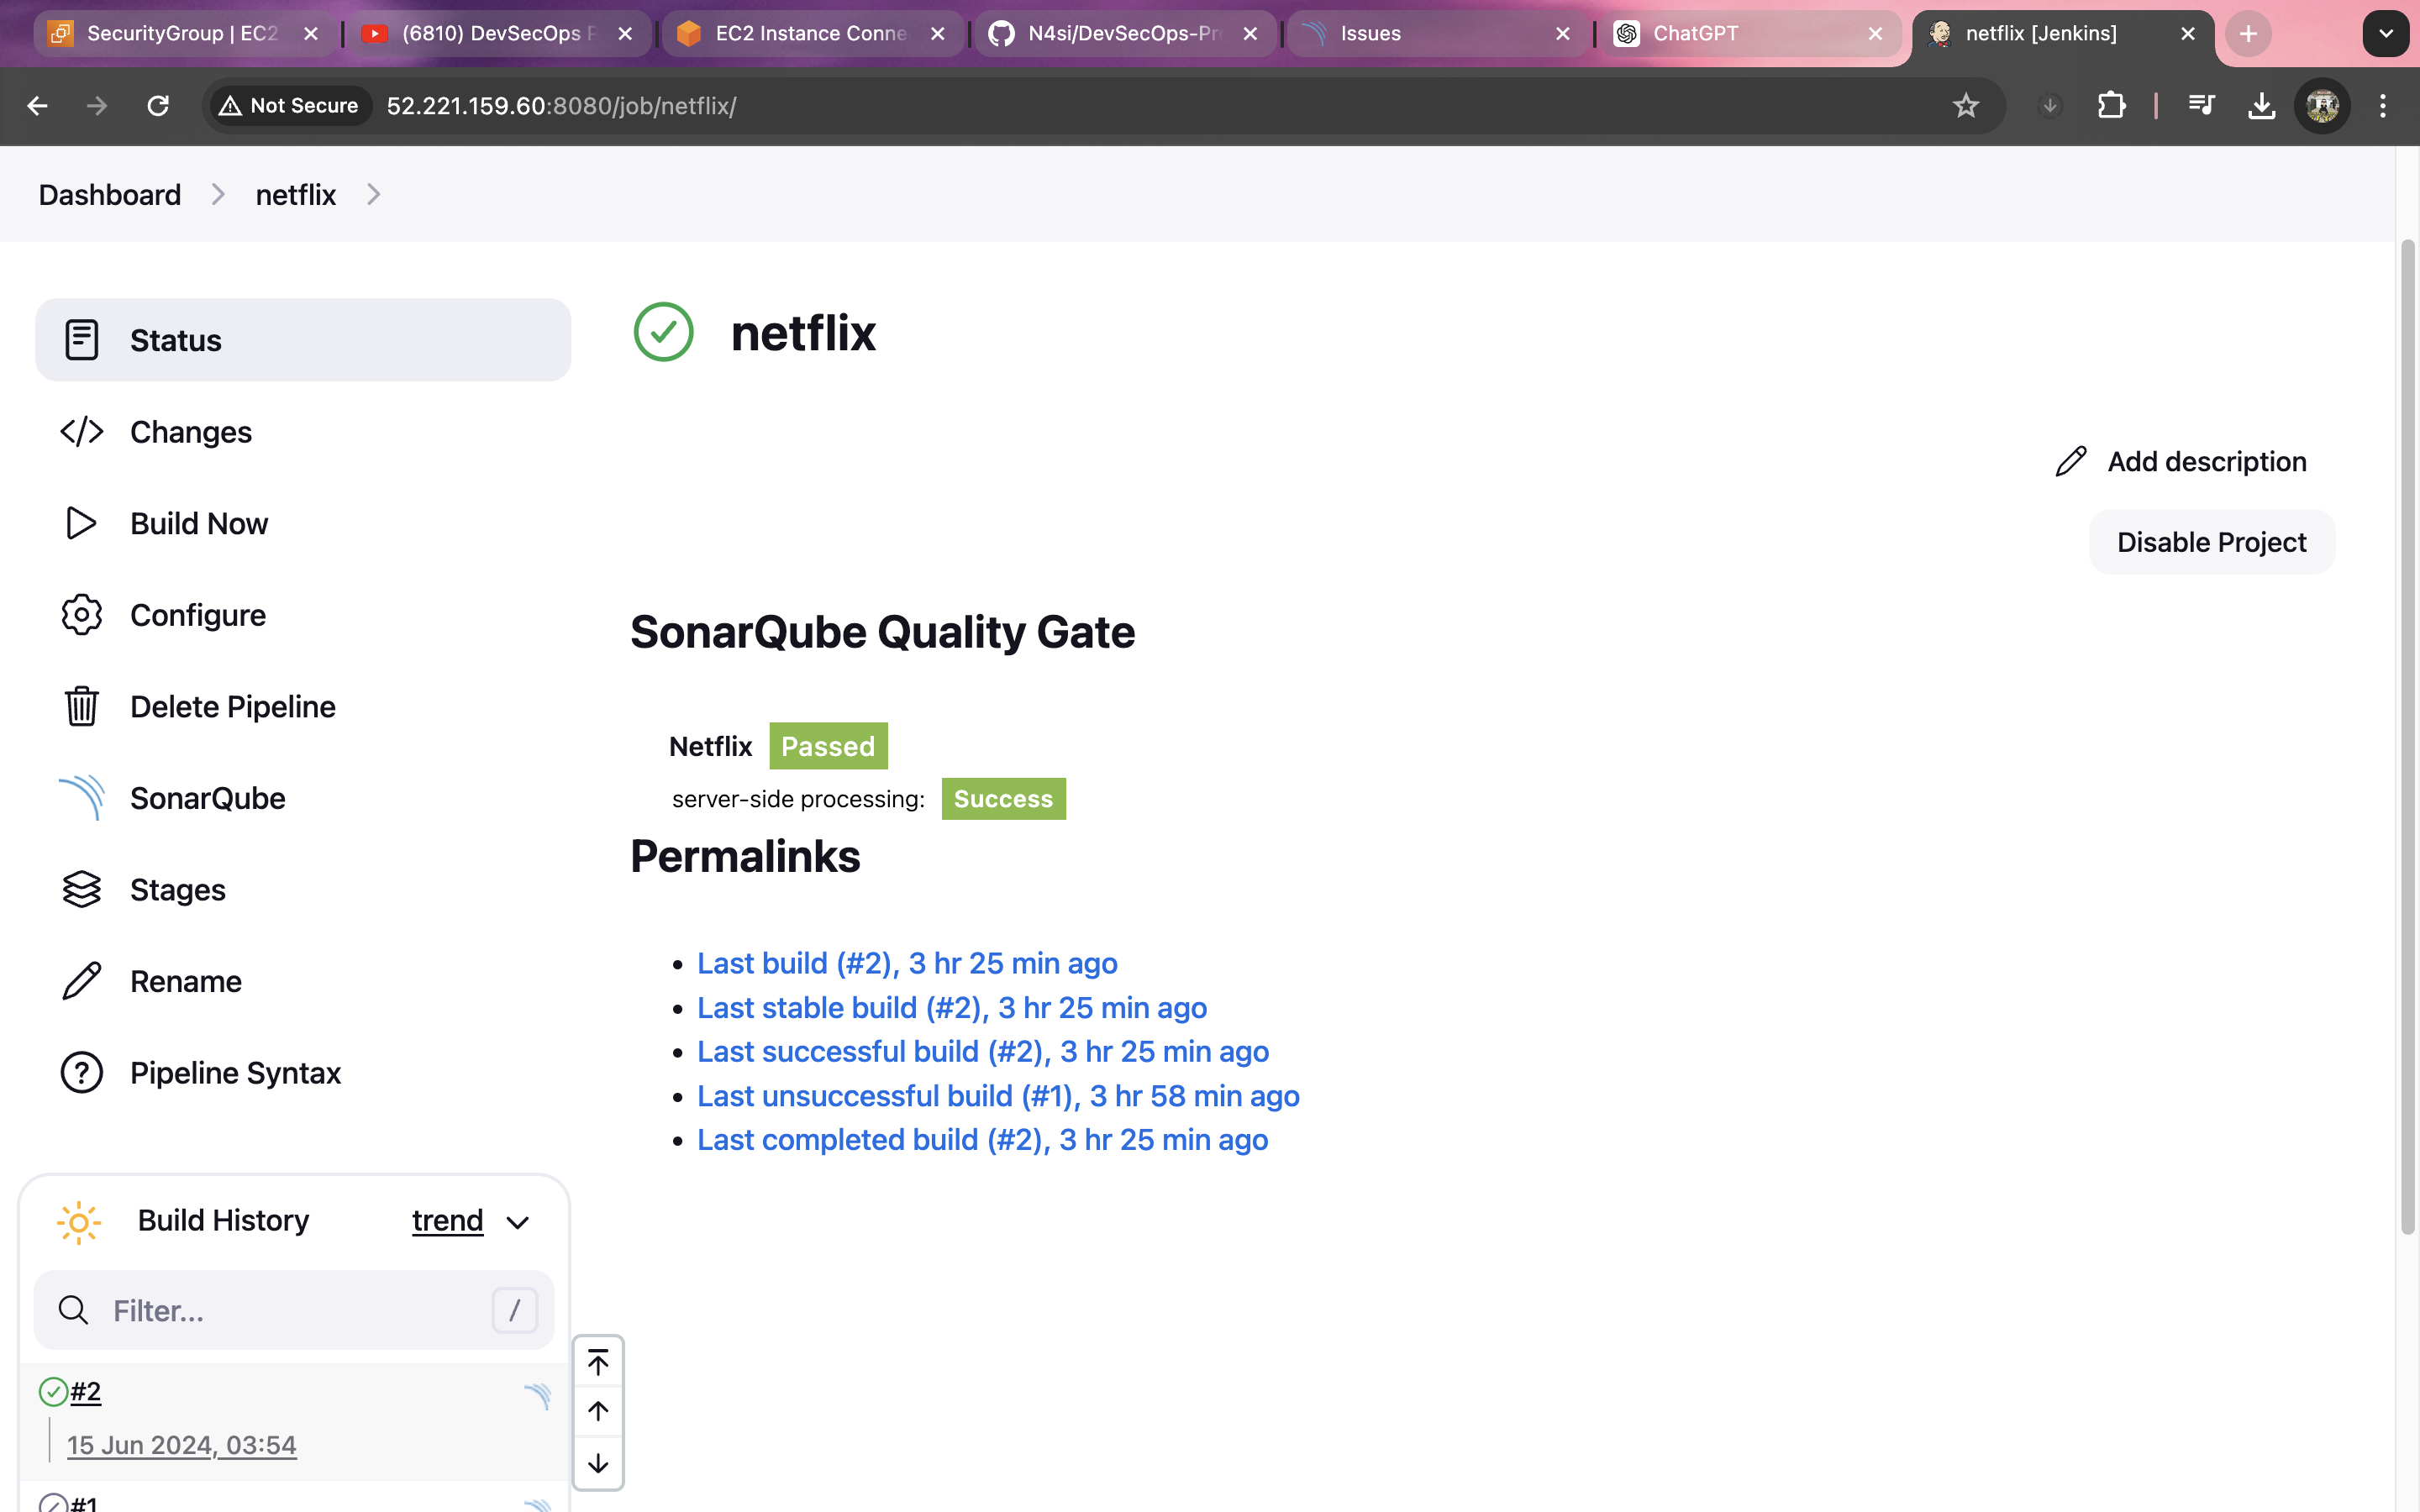 SecurityGroup | EC2
(6810) DevSecOps P
EC2 Instance Conne
N4si/DevSecOps-Pr
Issues
ChatGPT
netflix [Jenkins]
Not Secure
52.221.159.60:8080/job/netflix/
Dashboard
netflix
Status
Changes
Build Now
Configure
Delete Pipeline
SonarQube
Stages
Rename
Pipeline Syntax
netflix
Add description
Disable Project
SonarQube Quality Gate
Netflix Passed
server-side processing: Success
Permalinks
Last build (#2), 3 hr 25 min ago
Last stable build (#2), 3 hr 25 min ago
Last successful build (#2), 3 hr 25 min ago
Last unsuccessful build (#1), 3 hr 58 min ago
Last completed build (#2), 3 hr 25 min ago
Build History trend
Filter... /
#2
15 Jun 2024, 03:54
#1